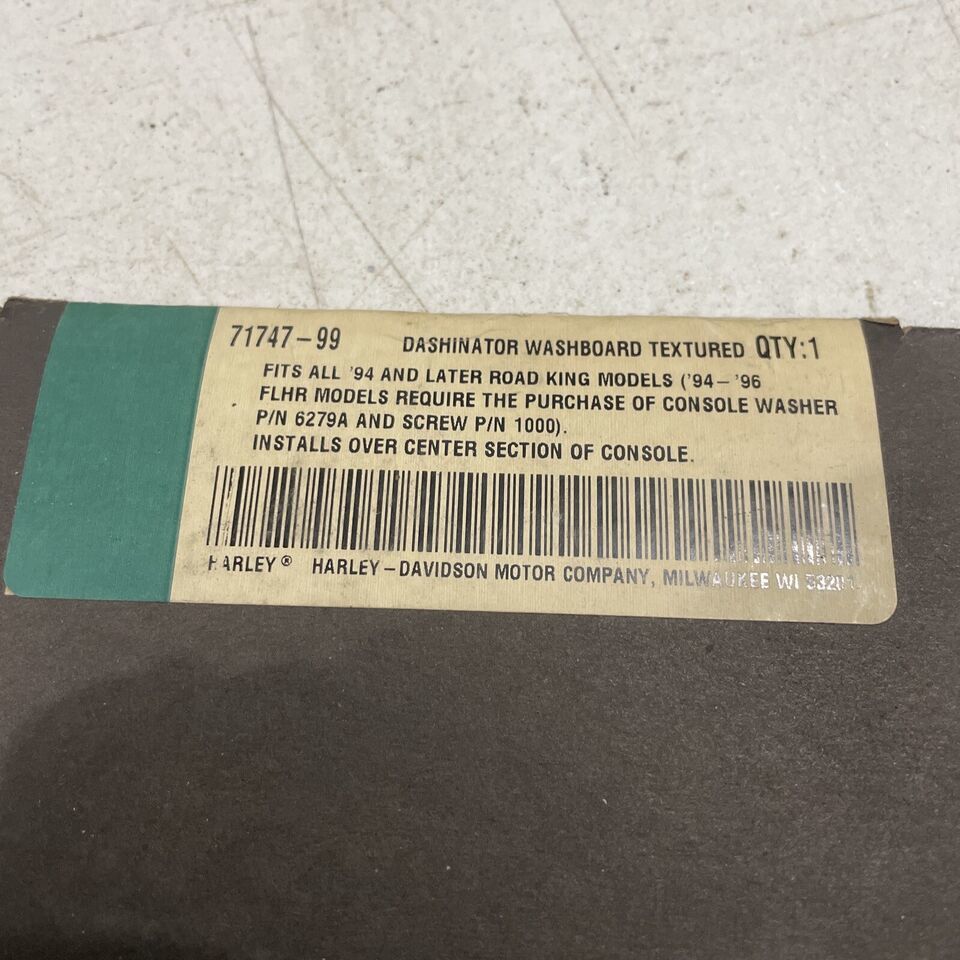 71747-99 DASHINATOR WASHBOARD TEXTURED QTY:1
FITS ALL '94 AND LATER ROAD KING MODELS ('94-'96
FLHR MODELS REQUIRE THE PURCHASE OF CONSOLE WASHER
P/N 6279A AND SCREW P/N 1000).
INSTALLS OVER CENTER SECTION OF CONSOLE.
HARLEY® HARLEY-DAVIDSON MOTOR COMPANY, MILWAUKEE WI